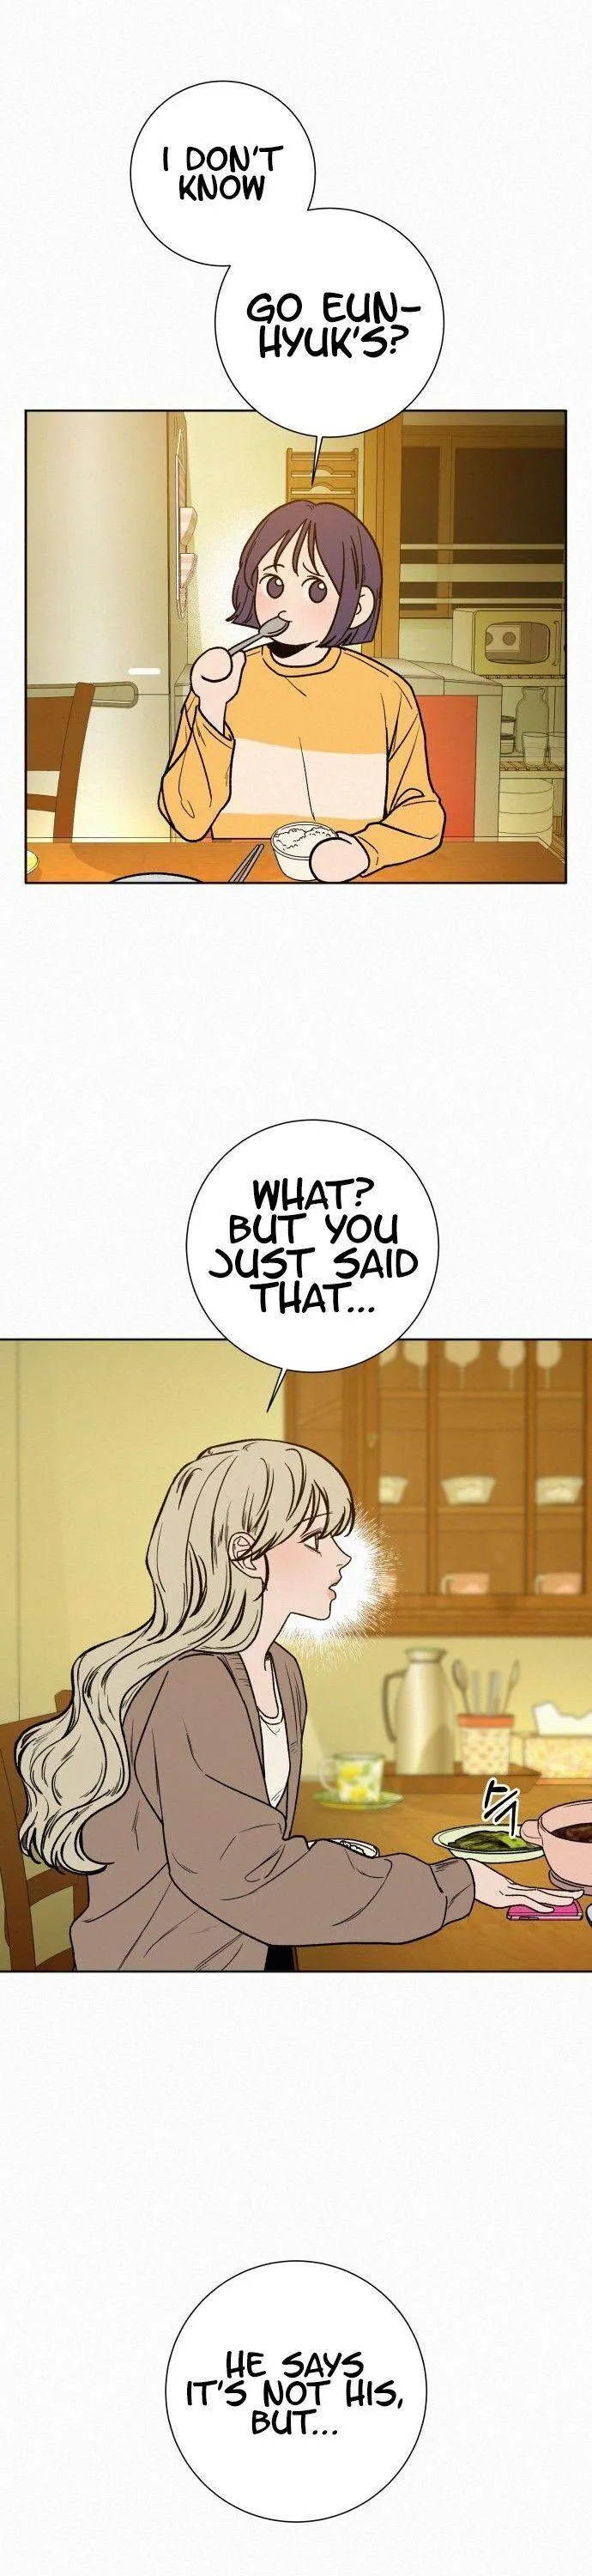 I DON'T
KNOW
GO EUN-
HYUK'S?
WHAT?
BUT YOU
JUST SAID
THAT...
HE SAYS
IT'S NOT HIS,
BUT...